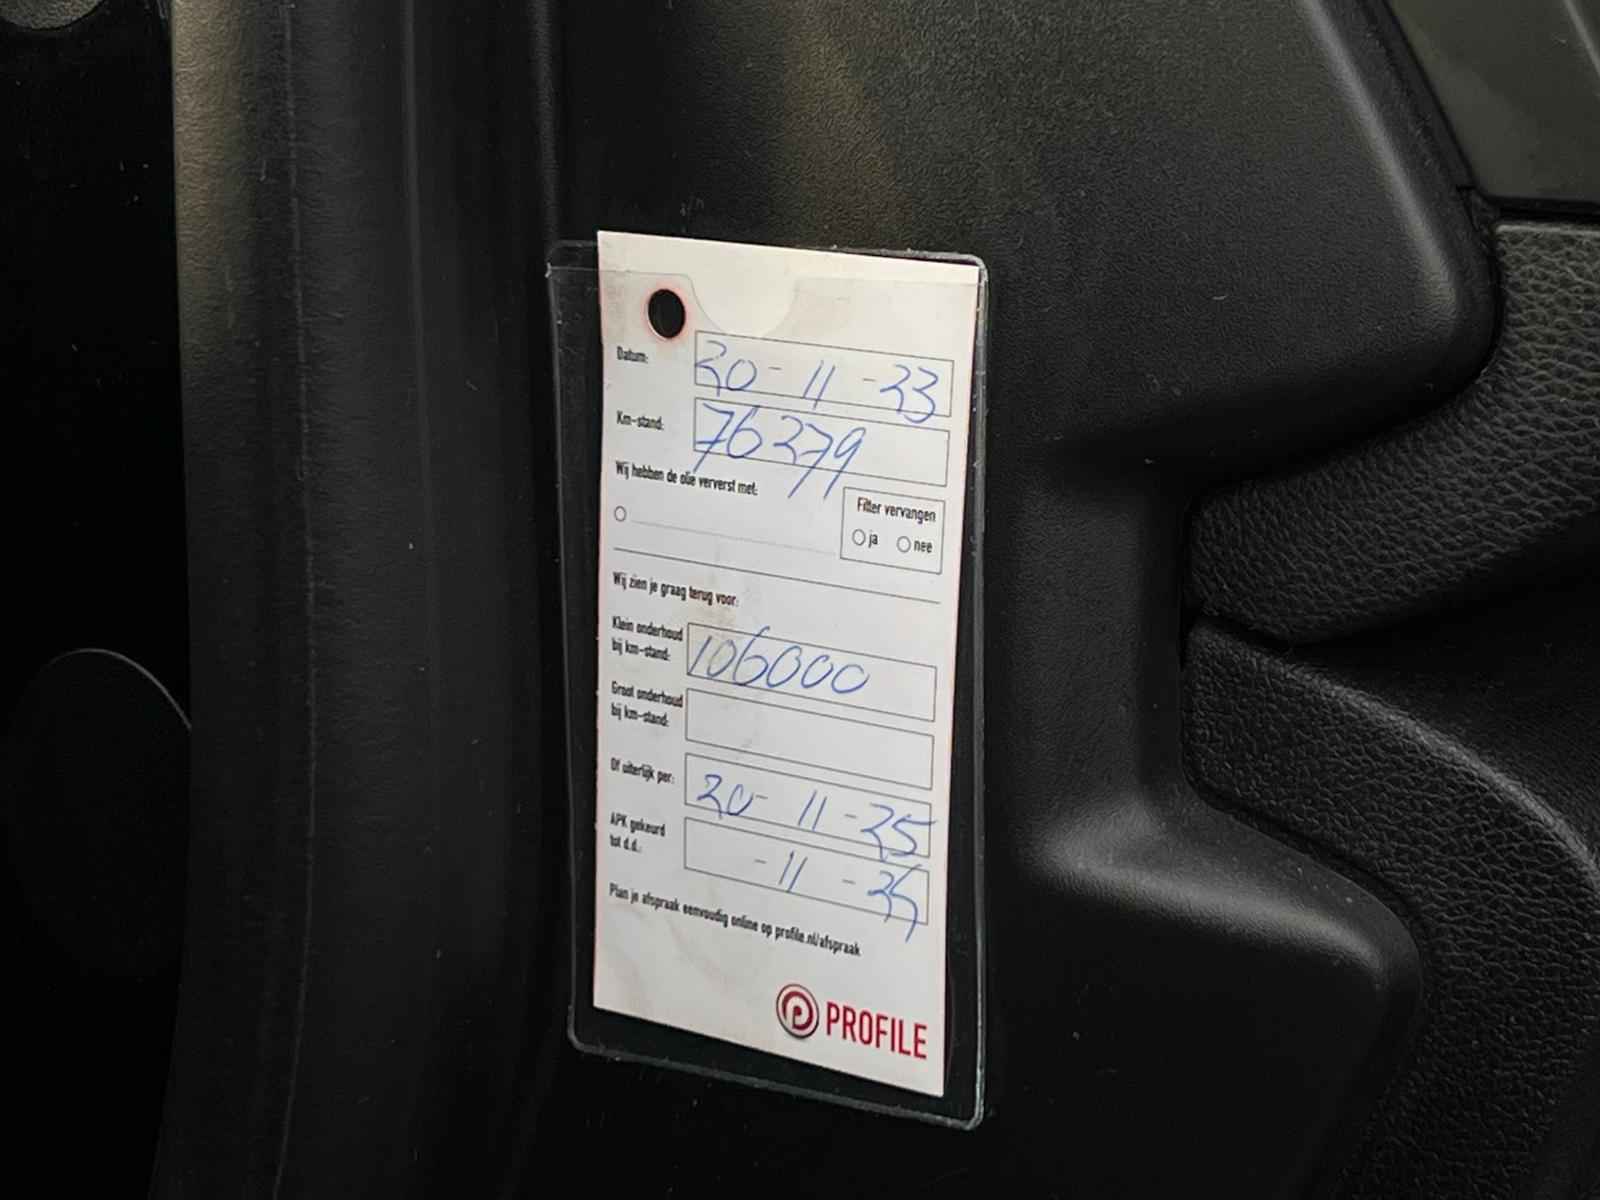 Datum: 20-11-23
Km-stand: 76279
Wij hebben de olie ververst met:
Filter vervangen
ja nee
Wij zien je graag terug voor:
Klein onderhoud
bij km-stand: 106000
Groot onderhoud
bij km-stand:
Of uiterlijk per: 20-11-25
APK gekeurd
tot d.d.: -11-
Plan je afspraak eenvoudig online op profile.nl/afspraak
PROFILE